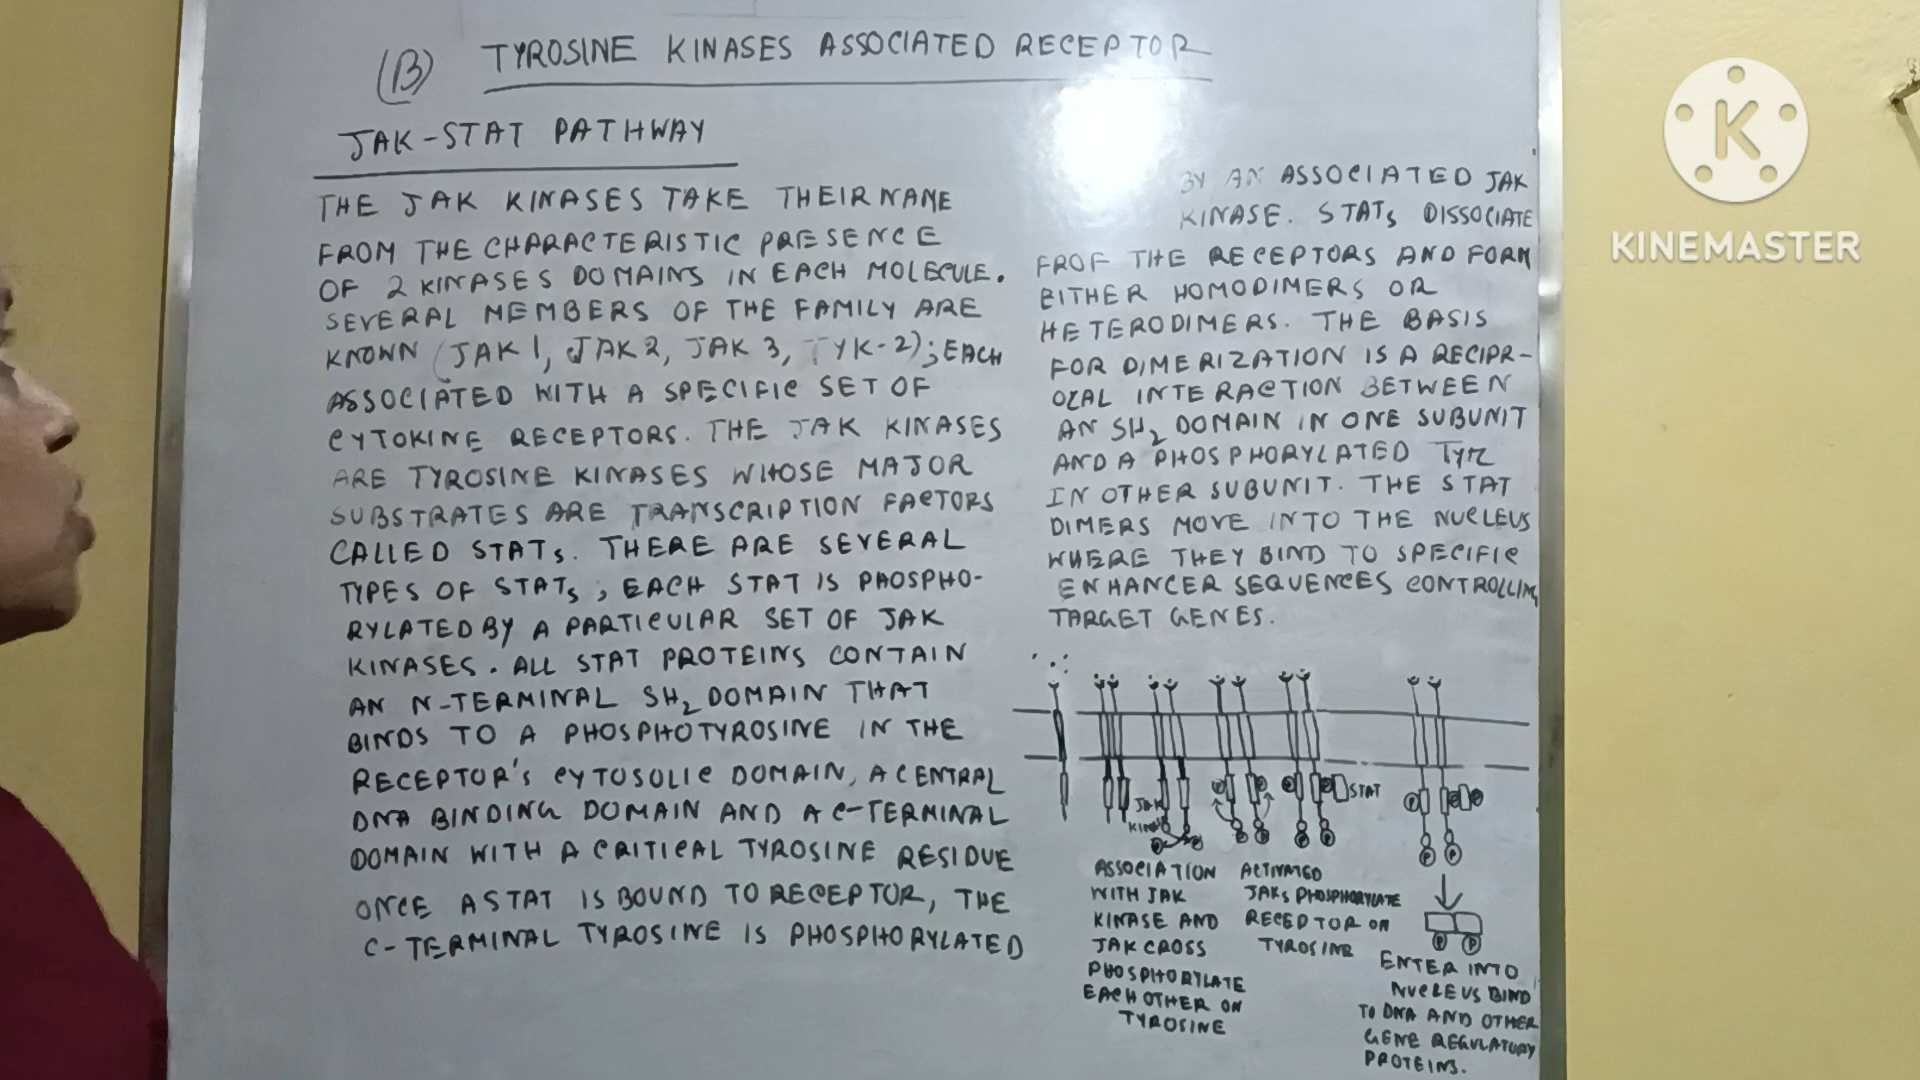 (B) TYROSINE KINASES ASSOCIATED RECEPTOR
JAK-STAT PATHWAY
THE JAK KINASES TAKE THEIR NAME
FROM THE CHARACTERISTIC PRESENCE
OF 2 KINASES DOMAINS IN EACH MOLECULE.
SEVERAL MEMBERS OF THE FAMILY ARE
KNOWN (JAK 1, JAK 2, JAK 3, TYK-2); EACH
ASSOCIATED WITH A SPECIFIC SET OF
CYTOKINE RECEPTORS. THE JAK KINASES
ARE TYROSINE KINASES WHOSE MAJOR
SUBSTRATES ARE TRANSCRIPTION FACTORS
CALLED STATs. THERE ARE SEVERAL
TYPES OF STATs, EACH STAT IS PHOSPHO-
RYLATED BY A PARTICULAR SET OF JAK
KINASES. ALL STAT PROTEINS CONTAIN
AN N-TERMINAL SH2 DOMAIN THAT
BINDS TO A PHOSPHOTYROSINE IN THE
RECEPTOR'S CYTOSOLIC DOMAIN, A CENTRAL
DNA BINDING DOMAIN AND A C-TERMINAL
DOMAIN WITH A CRITICAL TYROSINE RESIDUE
ONCE A STAT IS BOUND TO RECEPTOR, THE
C-TERMINAL TYROSINE IS PHOSPHORYLATED
BY AN ASSOCIATED JAK
KINASE. STATs DISSOCIATE
FROF THE RECEPTORS AND FORM
EITHER HOMODIMERS OR
HETERODIMERS. THE BASIS
FOR DIMERIZATION IS A RECIPR-
OCAL INTERACTION BETWEEN
AN SH2 DOMAIN IN ONE SUBUNIT
AND A PHOSPHORYLATED TYR
IN OTHER SUBUNIT. THE STAT
DIMERS MOVE INTO THE NUCLEUS
WHERE THEY BIND TO SPECIFIC
ENHANCER SEQUENCES CONTROLLING
TARGET GENES.
STAT
JAK
ASSOCIATION
WITH JAK
KINASE AND
JAK CROSS
PHOSPHORYLATE
EACH OTHER ON
TYROSINE
ACTIVATED
JAKs PHOSPHORYLATE
RECEPTOR ON
TYROSINE
ENTER INTO
NUCLEUS BIND
TO DNA AND OTHER
GENE REGULATORY
PROTEINS.
K
KINEMASTER